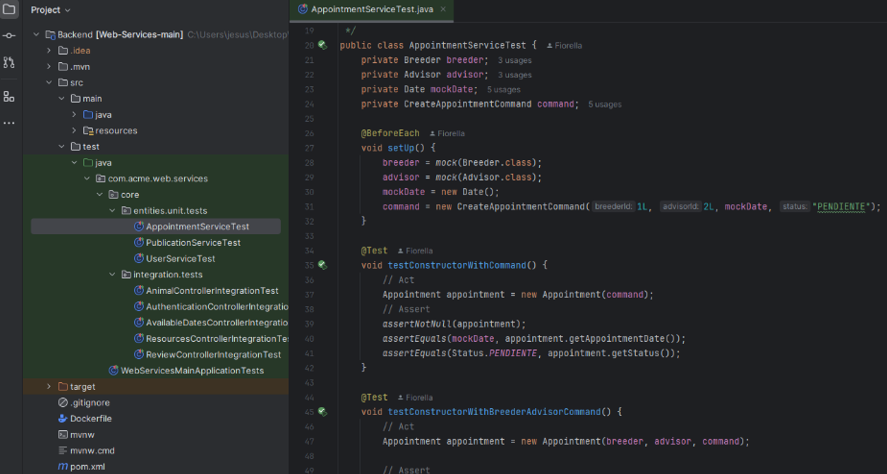 Project
Backend [Web-Services-main] C:\Users\jesus\Desktop\
.idea
.mvn
src
main
java
resources
test
java
com.acme.web.services
core
entities.unit.tests
AppointmentServiceTest
PublicationServiceTest
UserServiceTest
integration.tests
AnimalControllerIntegrationTest
AuthenticationControllerIntegration
AvailableDatesControllerIntegration
ResourcesControllerIntegrationTes
ReviewControllerIntegrationTest
WebServicesMainApplicationTests
target
.gitignore
Dockerfile
mvnw
mvnw.cmd
pom.xml
AppointmentServiceTest.java
19 */
20 public class AppointmentServiceTest { Fiorella
21 private Breeder breeder; 3 usages
22 private Advisor advisor; 3 usages
23 private Date mockDate; 5 usages
24 private CreateAppointmentCommand command; 5 usages
25
26 @BeforeEach Fiorella
27 void setUp() {
28 breeder = mock(Breeder.class);
29 advisor = mock(Advisor.class);
30 mockDate = new Date();
31 command = new CreateAppointmentCommand( breederId: 1L, advisorId: 2L, mockDate, status: "PENDIENTE");
32 }
33
34 @Test Fiorella
35 void testConstructorWithCommand() {
36 // Act
37 Appointment appointment = new Appointment(command);
38 // Assert
39 assertNotNull(appointment);
40 assertEquals(mockDate, appointment.getAppointmentDate());
41 assertEquals(Status.PENDIENTE, appointment.getStatus());
42 }
43
44 @Test Fiorella
45 void testConstructorWithBreederAdvisorCommand() {
46 // Act
47 Appointment appointment = new Appointment(breeder, advisor, command);
48
49 // Assert